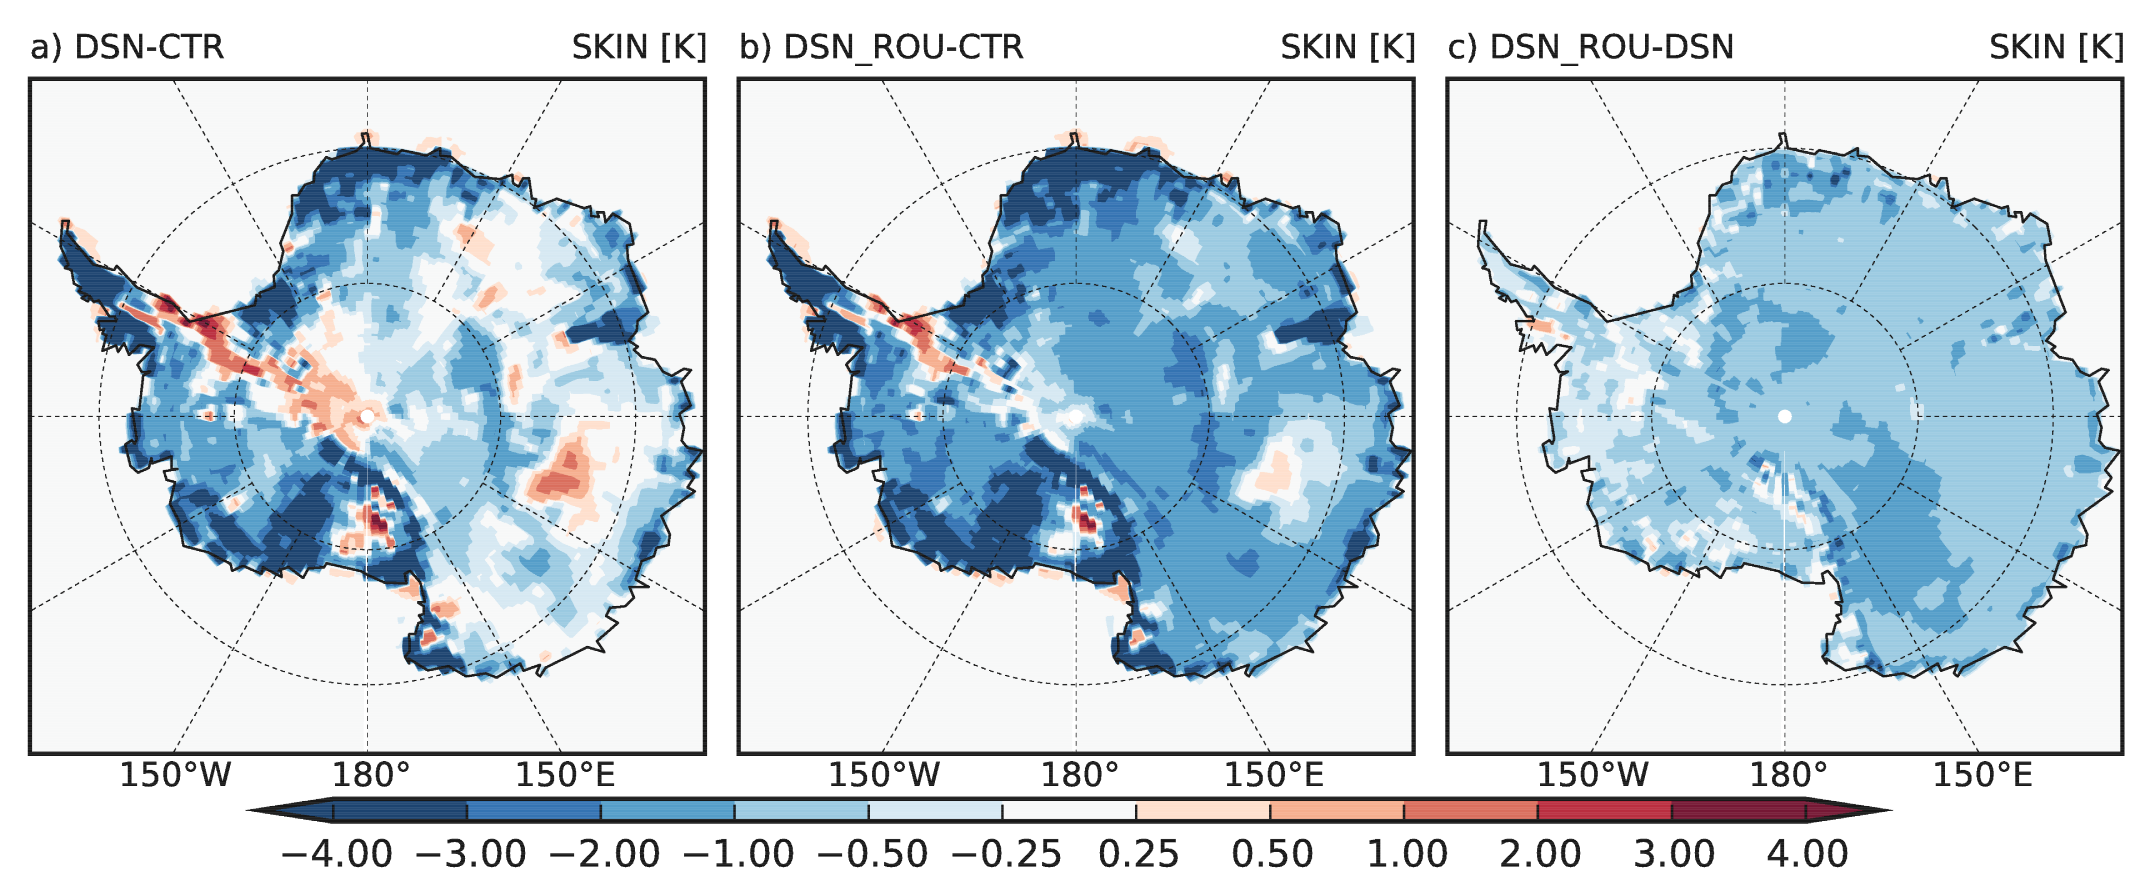 a) DSN-CTR SKIN [K] b) DSN_ROU-CTR SKIN [K] c) DSN_ROU-DSN SKIN [K]
150°W 180° 150°E 150°W 180° 150°E 150°W 180° 150°E
−4.00 −3.00 −2.00 −1.00 −0.50 −0.25 0.25 0.50 1.00 2.00 3.00 4.00